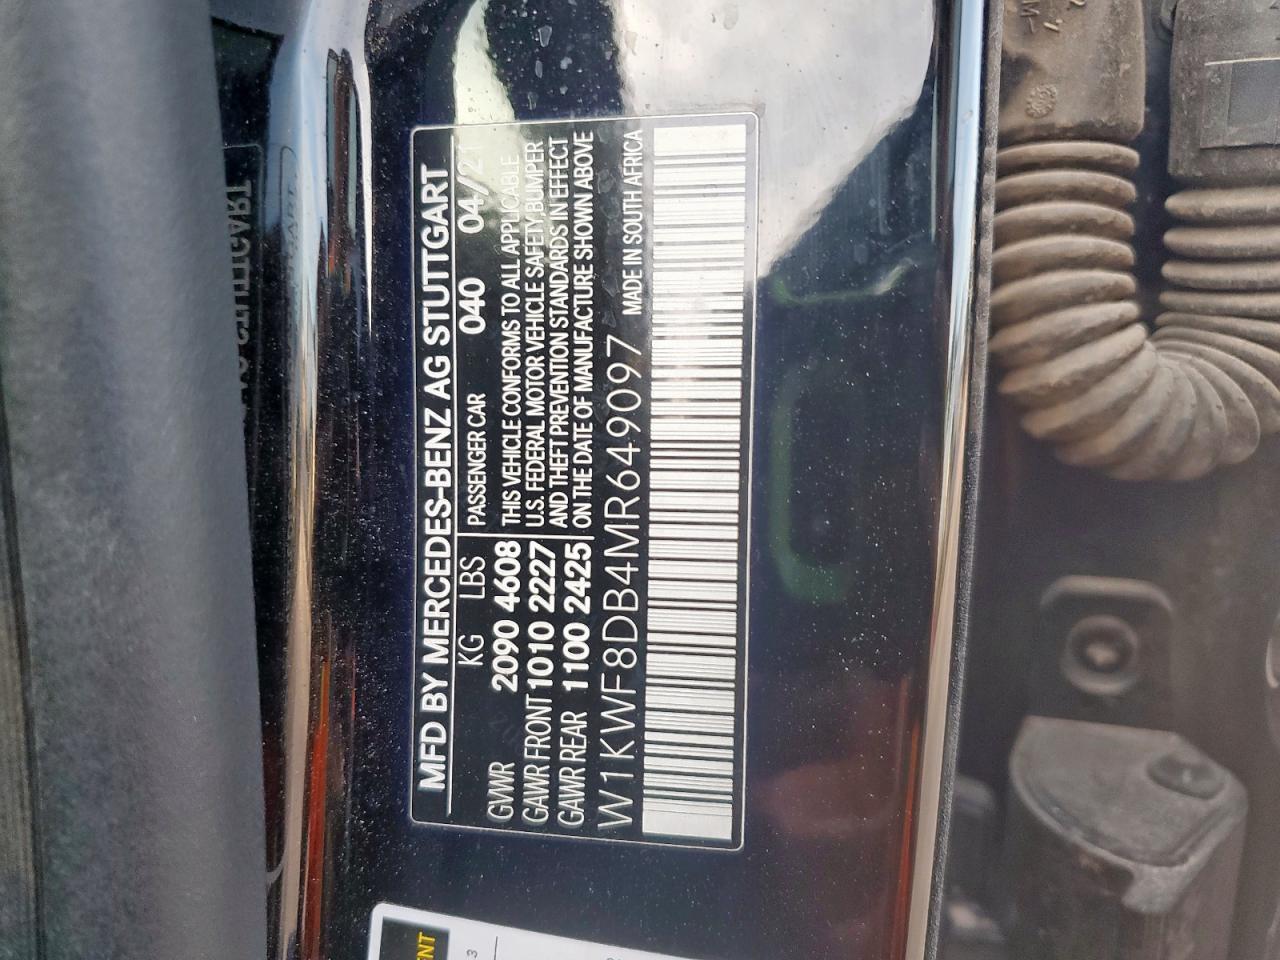 MFD BY MERCEDES-BENZ AG STUTTGART
KG LBS PASSENGER CAR 040 04/21
GVWR 2090 4608
GAWR FRONT 1010 2227
GAWR REAR 1100 2425
THIS VEHICLE CONFORMS TO ALL APPLICABLE
U.S. FEDERAL MOTOR VEHICLE SAFETY, BUMPER
AND THEFT PREVENTION STANDARDS IN EFFECT
ON THE DATE OF MANUFACTURE SHOWN ABOVE
W1KWF8DB4MR649097 MADE IN SOUTH AFRICA